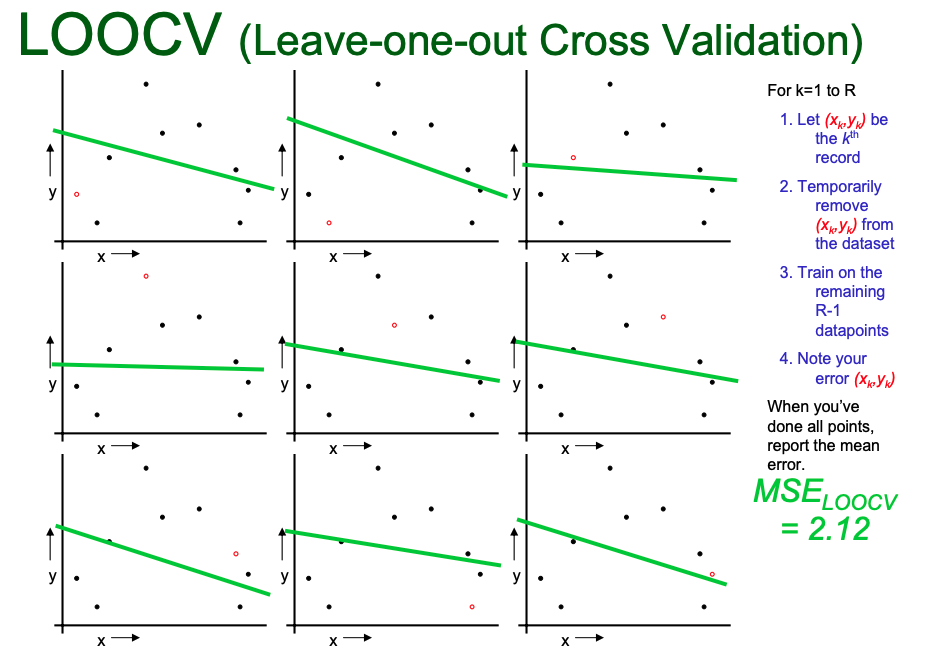 LOOCV (Leave-one-out Cross Validation)
y
x
y
x
y
x
y
x
y
x
y
x
y
x
y
x
y
x
For k=1 to R
1. Let (xk,yk) be
the kth
record
2. Temporarily
remove
(xk,yk) from
the dataset
3. Train on the
remaining
R-1
datapoints
4. Note your
error (xk,yk)
When you’ve
done all points,
report the mean
error.
MSELOOCV
= 2.12